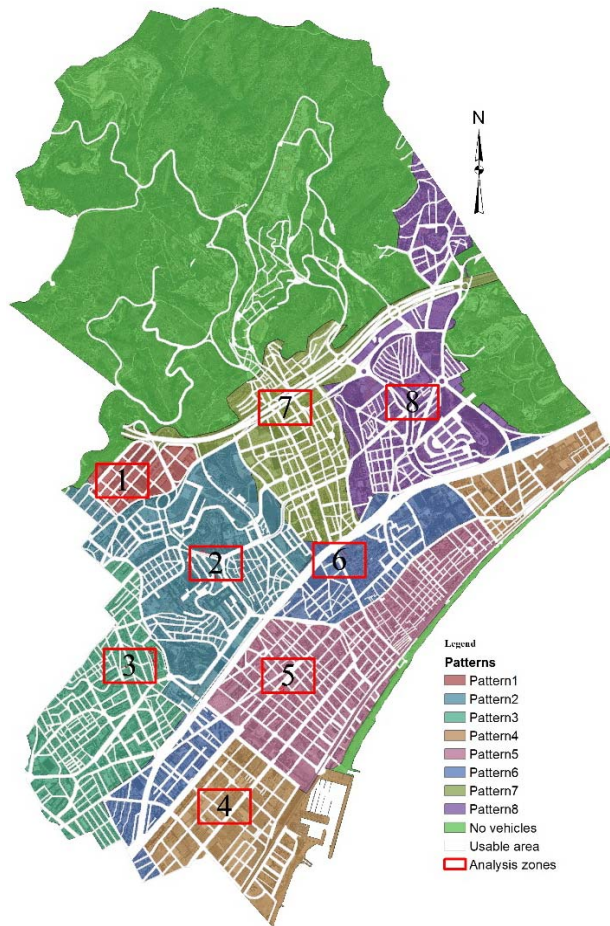 N
7
8
1
2
6
3
5
4
Legend
Patterns
Pattern1
Pattern2
Pattern3
Pattern4
Pattern5
Pattern6
Pattern7
Pattern8
No vehicles
Usable area
Analysis zones